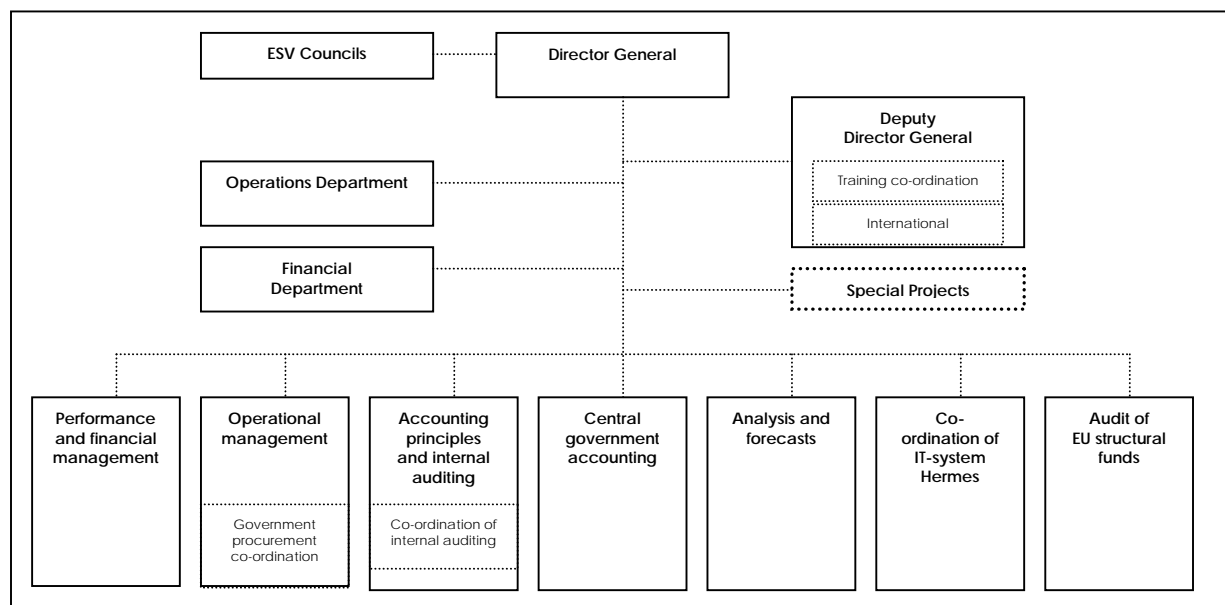 ESV Councils
Director General
Deputy
Director General
Training co-ordination
International
Operations Department
Financial
Department
Special Projects
Performance
and financial
management
Operational
management
Government
procurement
co-ordination
Accounting
principles
and internal
auditing
Co-ordination of
internal auditing
Central
government
accounting
Analysis and
forecasts
Co-
ordination of
IT-system
Hermes
Audit of
EU structural
funds